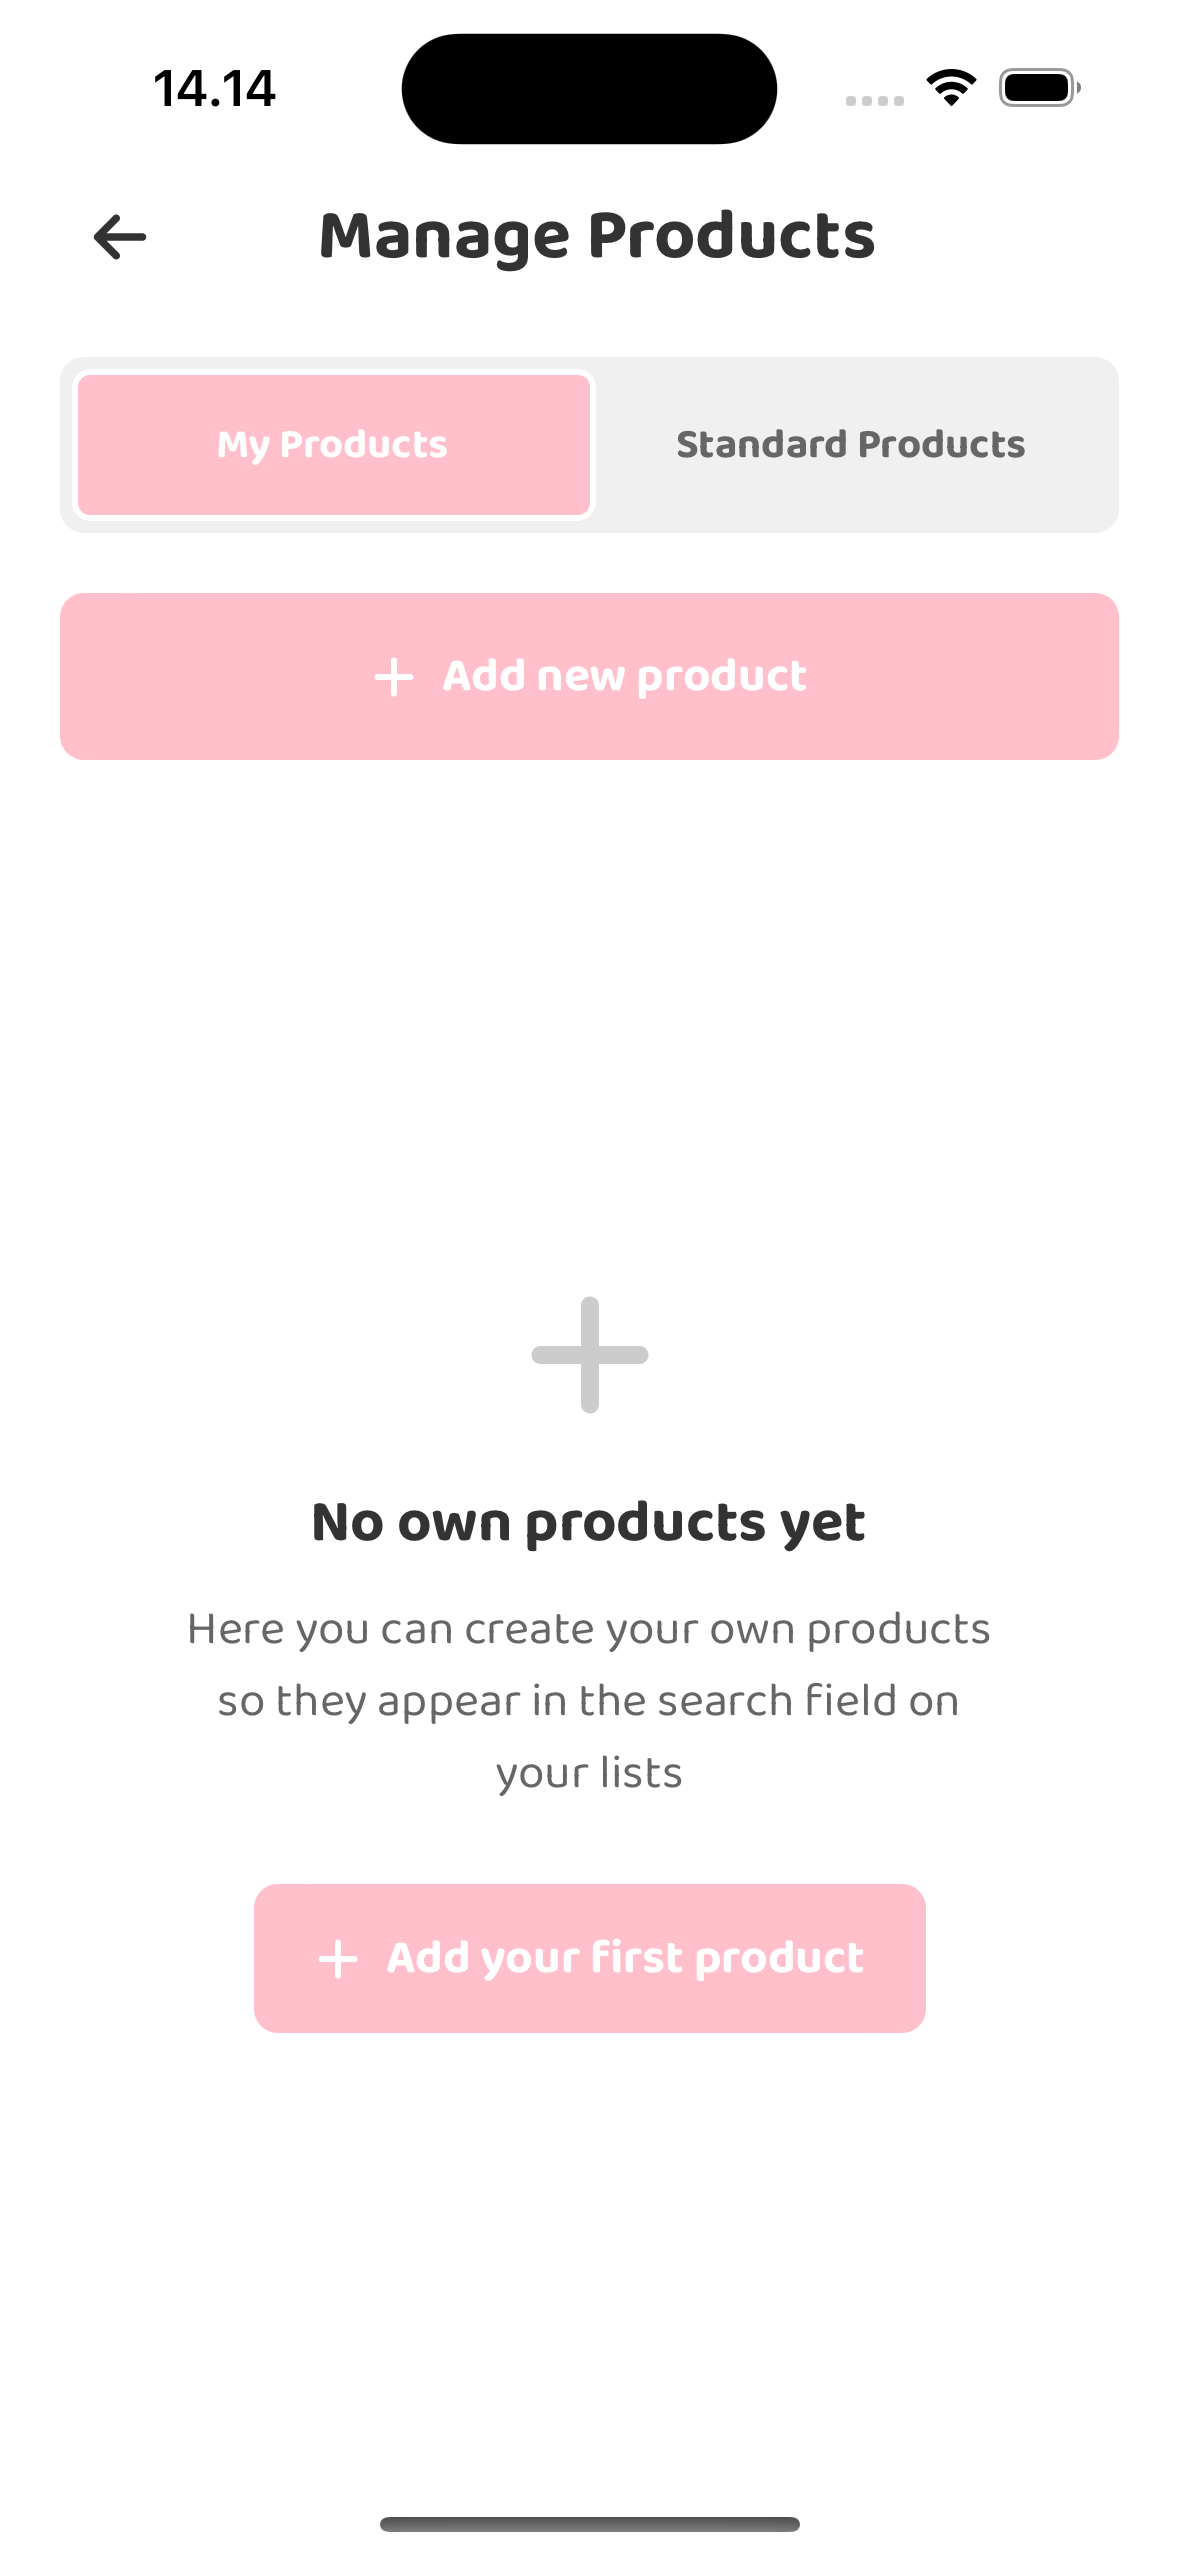 14.14
Manage Products
My Products
Standard Products
Add new product
No own products yet
Here you can create your own products
so they appear in the search field on
your lists
Add your first product